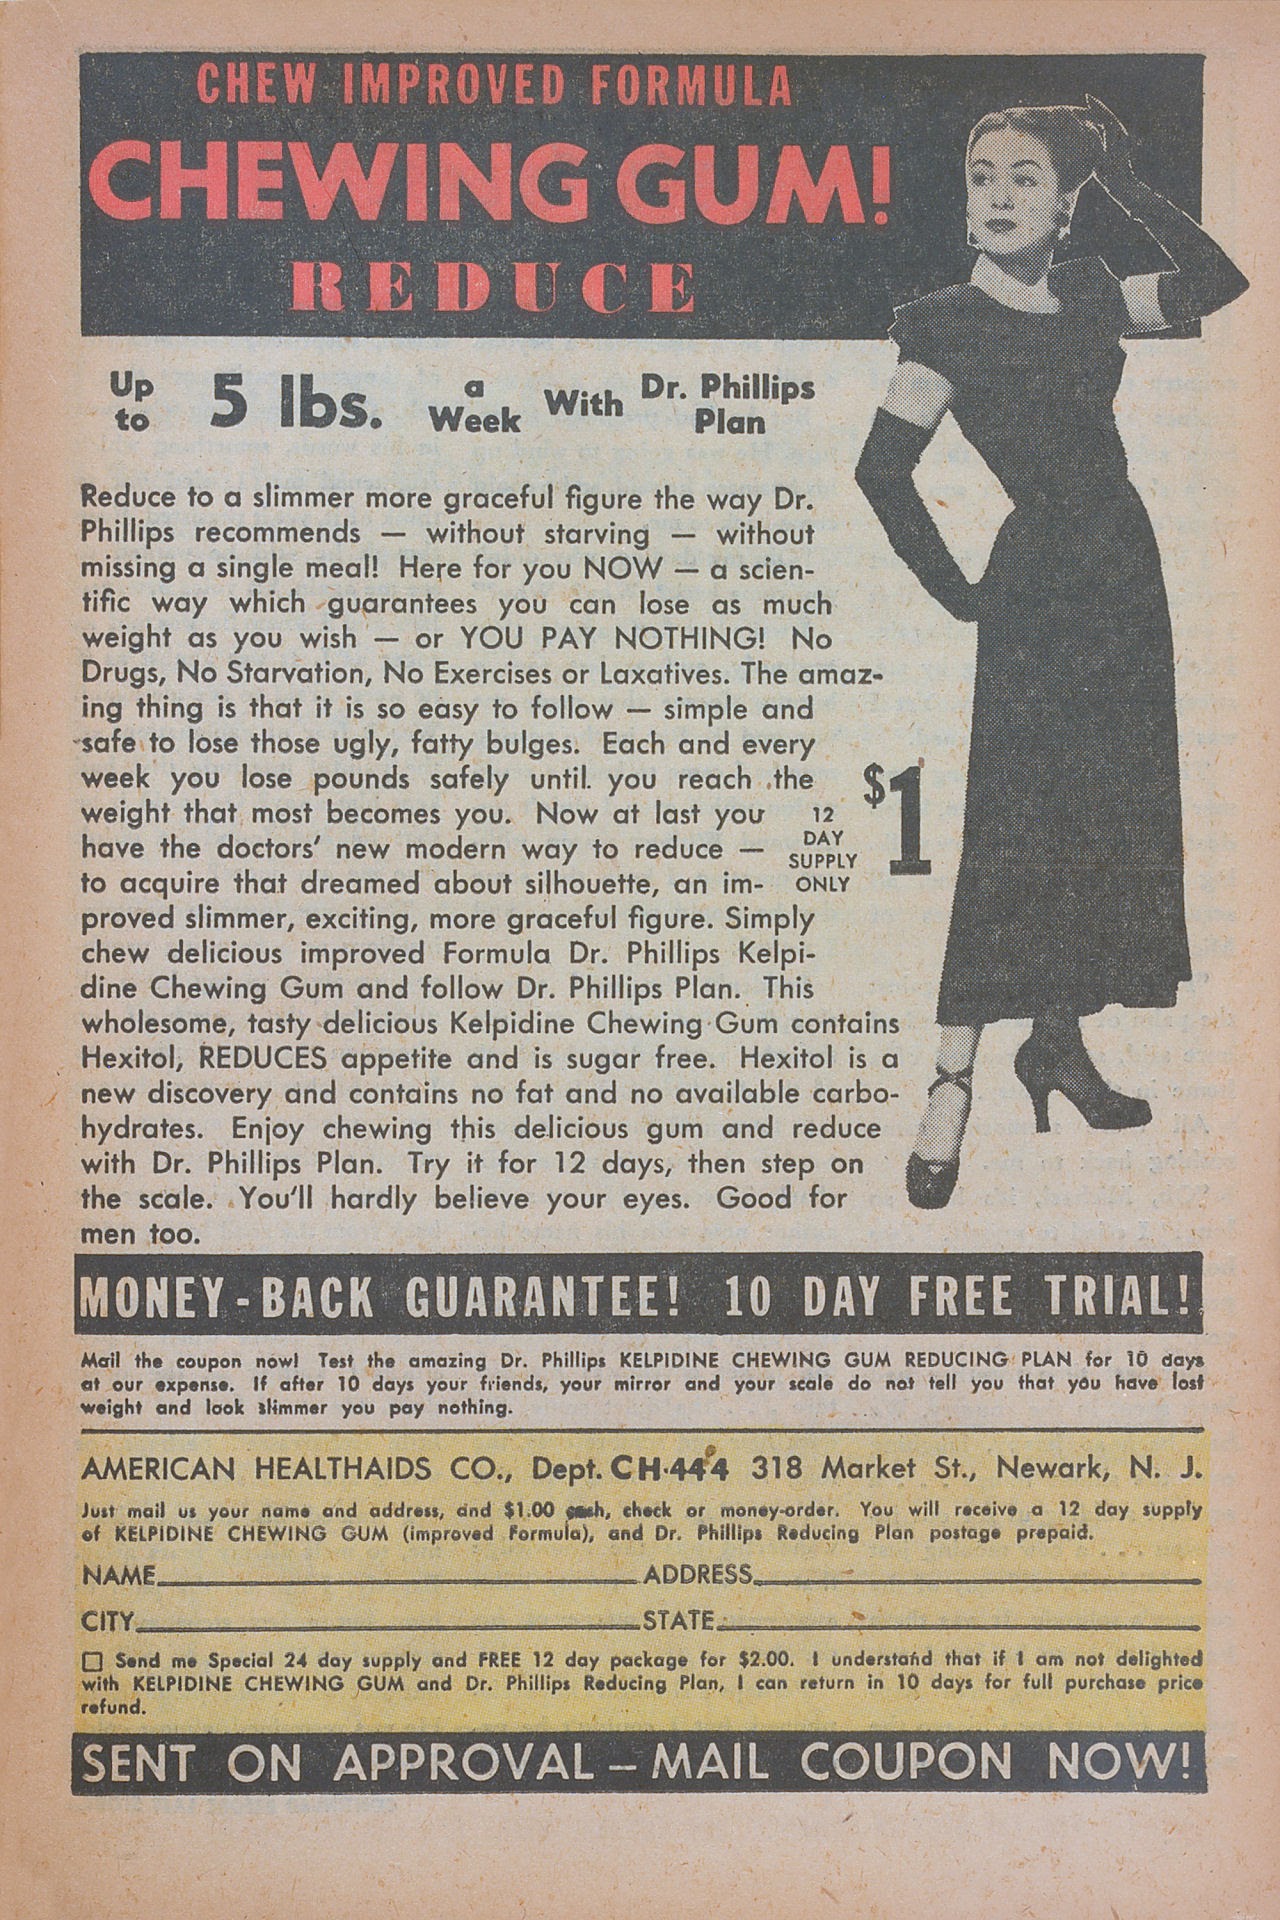 CHEW IMPROVED FORMULA
CHEWING GUM!
REDUCE
Up to 5 lbs. a Week With Dr. Phillips Plan
Reduce to a slimmer more graceful figure the way Dr.
Phillips recommends — without starving — without
missing a single meal! Here for you NOW — a scien-
tific way which guarantees you can lose as much
weight as you wish — or YOU PAY NOTHING! No
Drugs, No Starvation, No Exercises or Laxatives. The amaz-
ing thing is that it is so easy to follow — simple and
safe to lose those ugly, fatty bulges. Each and every
week you lose pounds safely until you reach the
weight that most becomes you. Now at last you
have the doctors' new modern way to reduce —
to acquire that dreamed about silhouette, an im-
proved slimmer, exciting, more graceful figure. Simply
chew delicious improved Formula Dr. Phillips Kelpi-
dine Chewing Gum and follow Dr. Phillips Plan. This
wholesome, tasty delicious Kelpidine Chewing Gum contains
Hexitol, REDUCES appetite and is sugar free. Hexitol is a
new discovery and contains no fat and no available carbo-
hydrates. Enjoy chewing this delicious gum and reduce
with Dr. Phillips Plan. Try it for 12 days, then step on
the scale. You'll hardly believe your eyes. Good for
men too.
12
DAY
SUPPLY
ONLY
$1
MONEY-BACK GUARANTEE! 10 DAY FREE TRIAL!
Mail the coupon now! Test the amazing Dr. Phillips KELPIDINE CHEWING GUM REDUCING PLAN for 10 days
at our expense. If after 10 days your friends, your mirror and your scale do not tell you that you have lost
weight and look slimmer you pay nothing.
AMERICAN HEALTHAIDS CO., Dept. CH-444 318 Market St., Newark, N. J.
Just mail us your name and address, and $1.00 cash, check or money-order. You will receive a 12 day supply
of KELPIDINE CHEWING GUM (improved Formula), and Dr. Phillips Reducing Plan postage prepaid.
NAME ADDRESS
CITY STATE
☐ Send me Special 24 day supply and FREE 12 day package for $2.00. I understand that if I am not delighted
with KELPIDINE CHEWING GUM and Dr. Phillips Reducing Plan, I can return in 10 days for full purchase price
refund.
SENT ON APPROVAL — MAIL COUPON NOW!